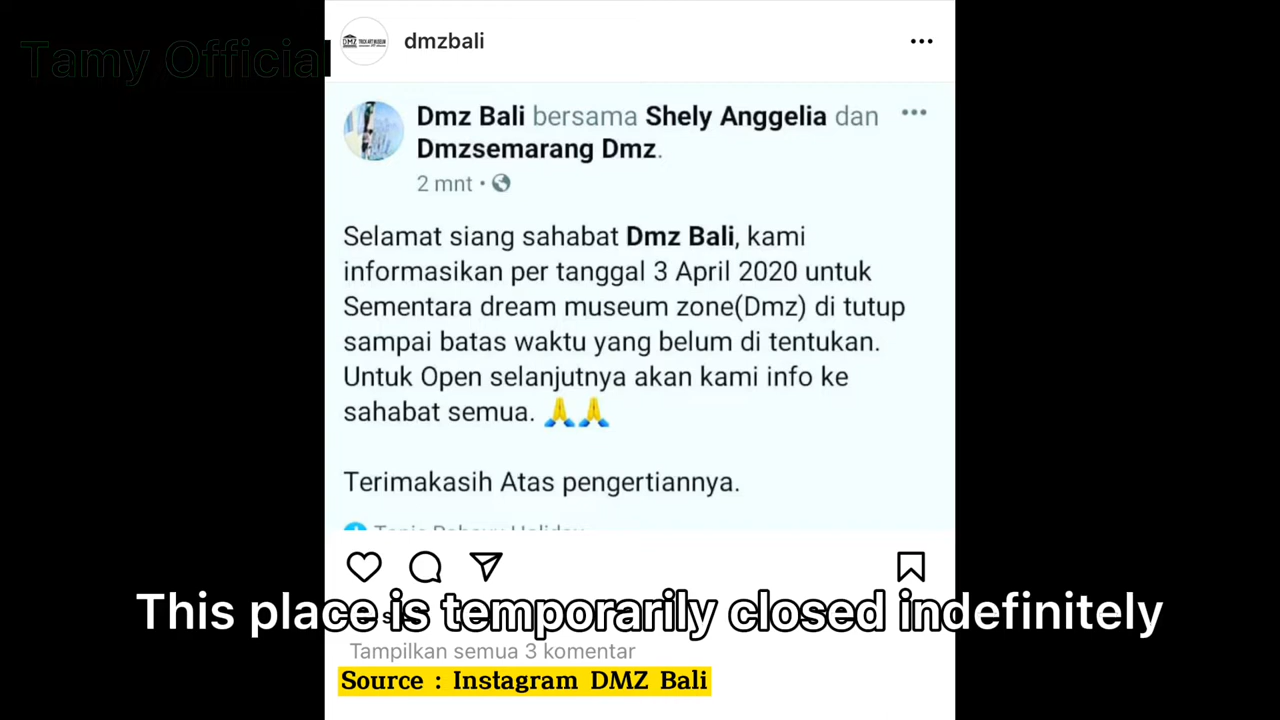 Tamy Official
dmzbali
Dmz Bali bersama Shely Anggelia dan
Dmzsemarang Dmz.
2 mnt
Selamat siang sahabat Dmz Bali, kami
informasikan per tanggal 3 April 2020 untuk
Sementara dream museum zone(Dmz) di tutup
sampai batas waktu yang belum di tentukan.
Untuk Open selanjutnya akan kami info ke
sahabat semua. 🙏🙏
Terimakasih Atas pengertiannya.
This place is temporarily closed indefinitely
Tampilkan semua 3 komentar
Source : Instagram DMZ Bali